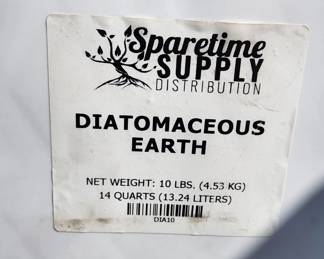 Sparetime
SUPPLY
DISTRIBUTION
DIATOMACEOUS
EARTH
NET WEIGHT: 10 LBS. (4.53 KG)
14 QUARTS (13.24 LITERS)
DIA10